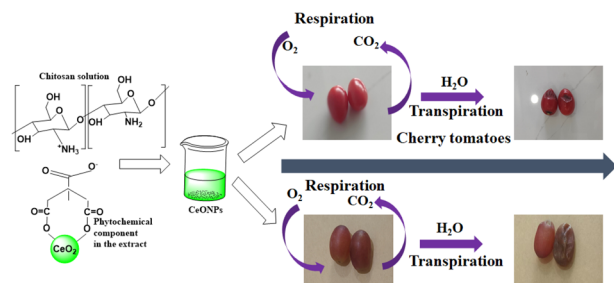 Respiration
O2
CO2
H2O
Transpiration
Chitosan solution
OH
HO
O
O
O
O
O
OH
NH2
OH
+NH3
CeONPs
Cherry tomatoes
O-
O
C=O
O=C
O
O
CeO2
Phytochemical
component
in the extract
Respiration
O2
CO2
H2O
Transpiration